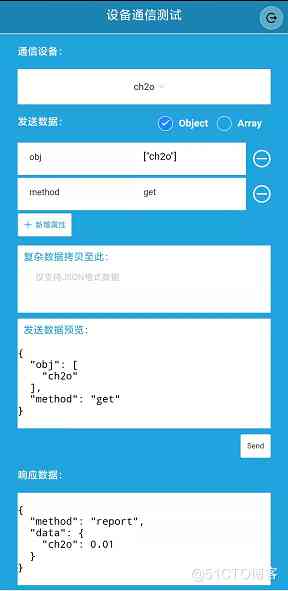 设备通信测试
通信设备：
ch2o
发送数据：
Object
Array
obj
["ch2o"]
method
get
+ 新增属性
复杂数据拷贝至此：
仅支持JSON格式数据
发送数据预览：
{
"obj": [
"ch2o"
],
"method": "get"
}
Send
响应数据：
{
"method": "report",
"data": {
"ch2o": 0.01
}
}
@51CTO博客